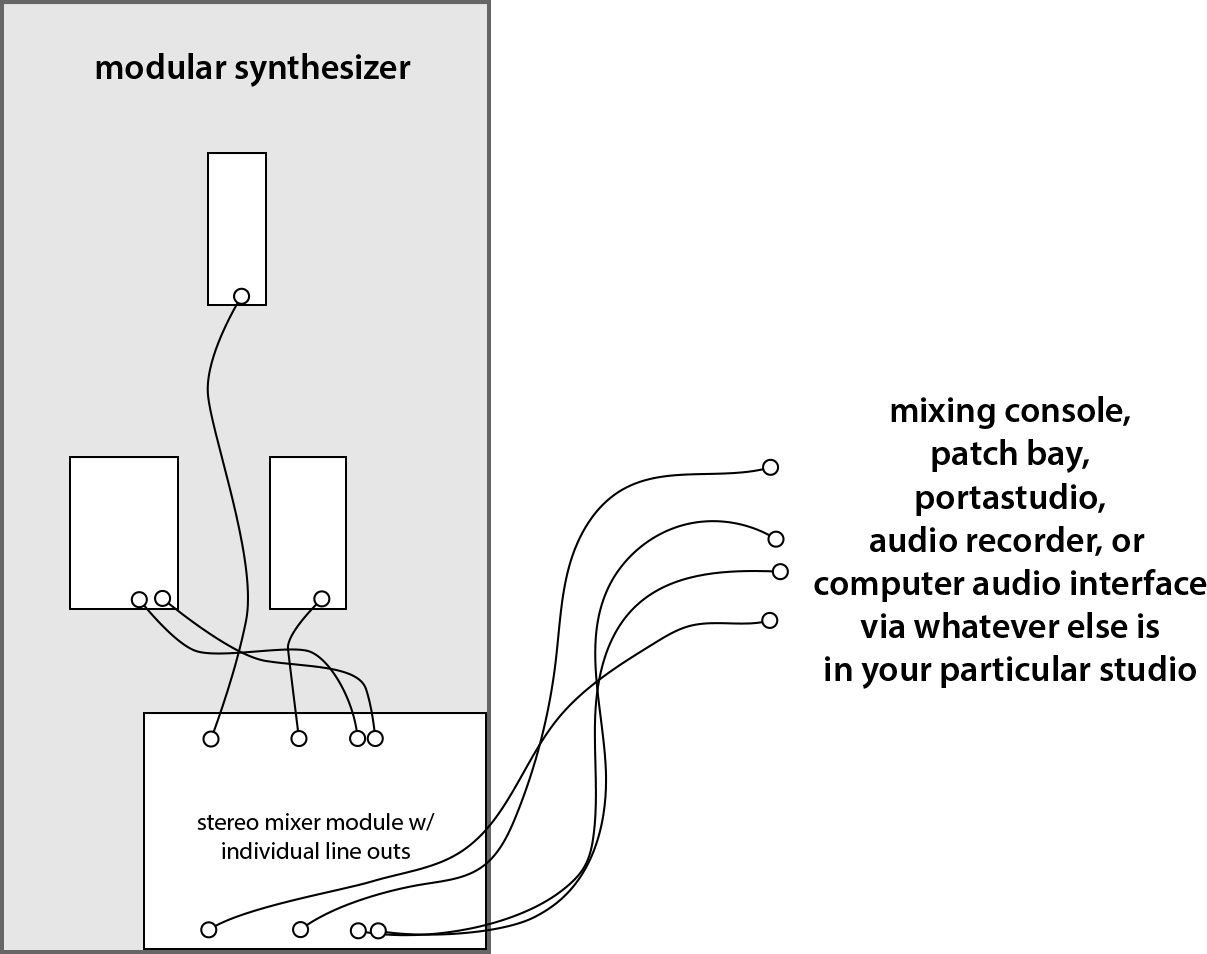 modular synthesizer
stereo mixer module w/
individual line outs
mixing console,
patch bay,
portastudio,
audio recorder, or
computer audio interface
via whatever else is
in your particular studio